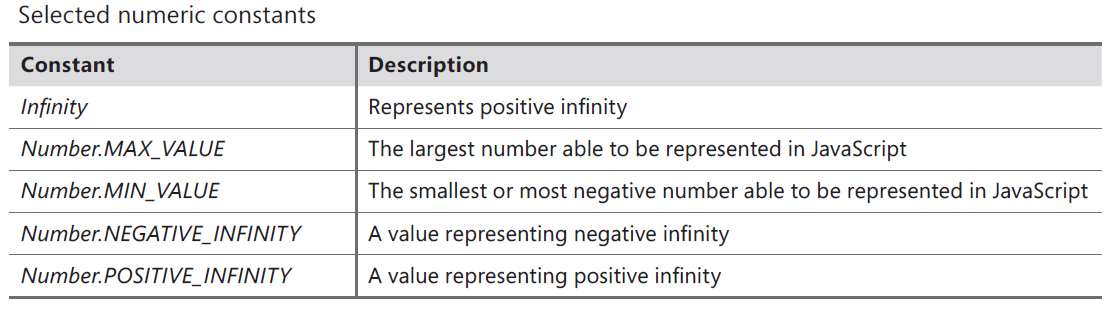 Selected numeric constants
Constant Description
Infinity Represents positive infinity
Number.MAX_VALUE The largest number able to be represented in JavaScript
Number.MIN_VALUE The smallest or most negative number able to be represented in JavaScript
Number.NEGATIVE_INFINITY A value representing negative infinity
Number.POSITIVE_INFINITY A value representing positive infinity